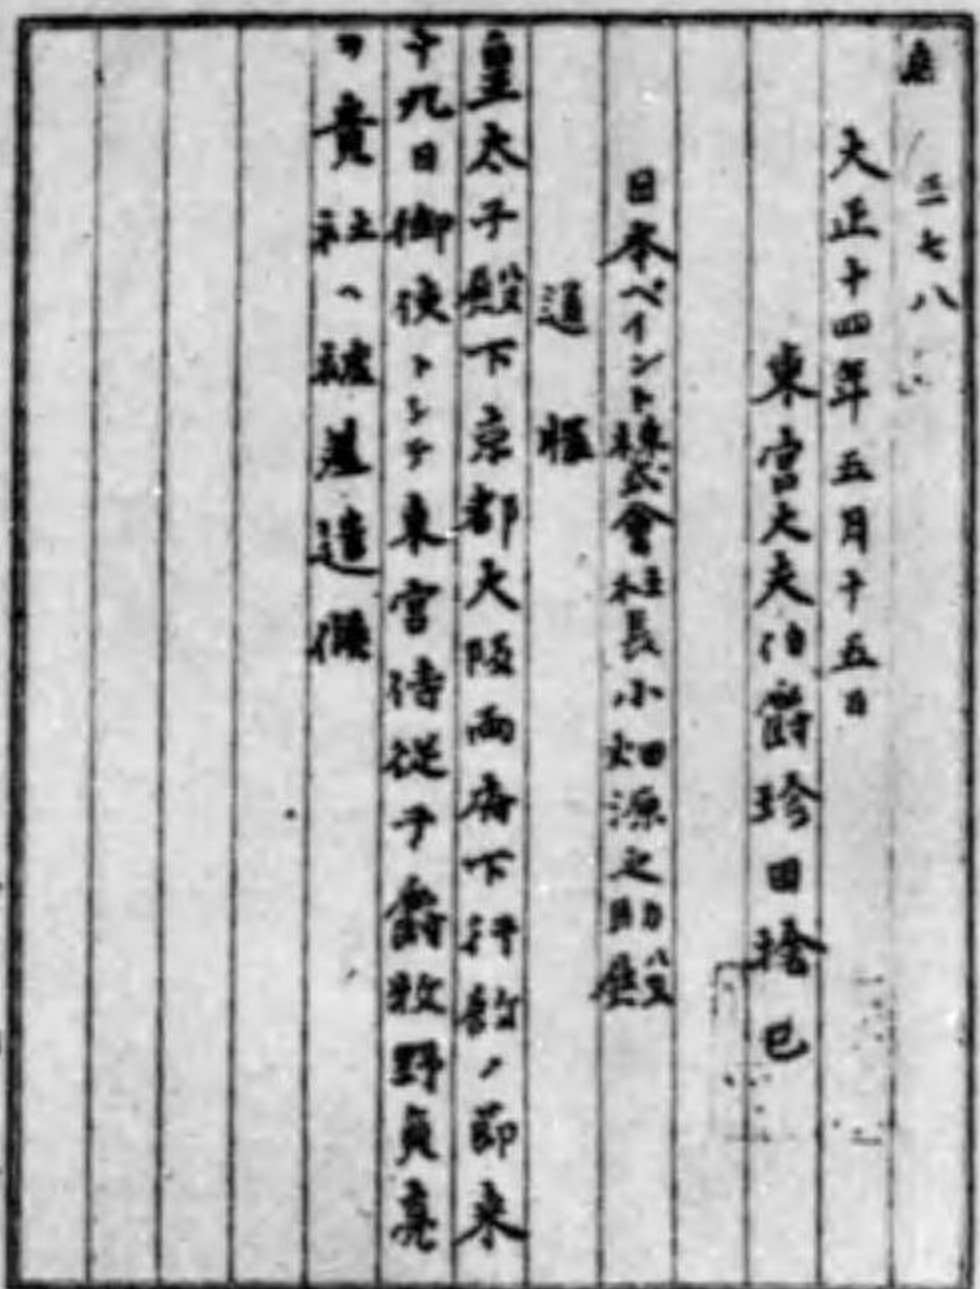 庶 三七八
大正十四年五月十五日
東宮大夫伯爵珍田捨巳
日本ペイント株式會社長小畑源之助殿
通牒
皇太子殿下京都大阪両府下行啓ノ節来
十九日御使トシテ東宮侍従子爵牧野貞亮
ヲ貴社ヘ被差遣候